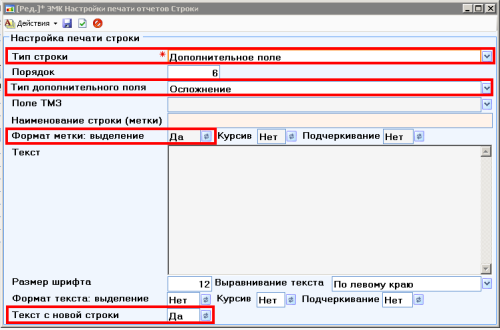 [Ред.]* ЗМК Настройки печати отчетов Строки
Действия
Настройка печати строки
Тип строки * Дополнительное поле
Порядок 6
Тип дополнительного поля Осложнение
Поле ТМЗ
Наименование строки (метки)
Формат метки: выделение Да Курсив Нет Подчеркивание Нет
Текст
Размер шрифта 12 Выравнивание текста По левому краю
Формат текста: выделение Нет Курсив Нет Подчеркивание Нет
Текст с новой строки Да